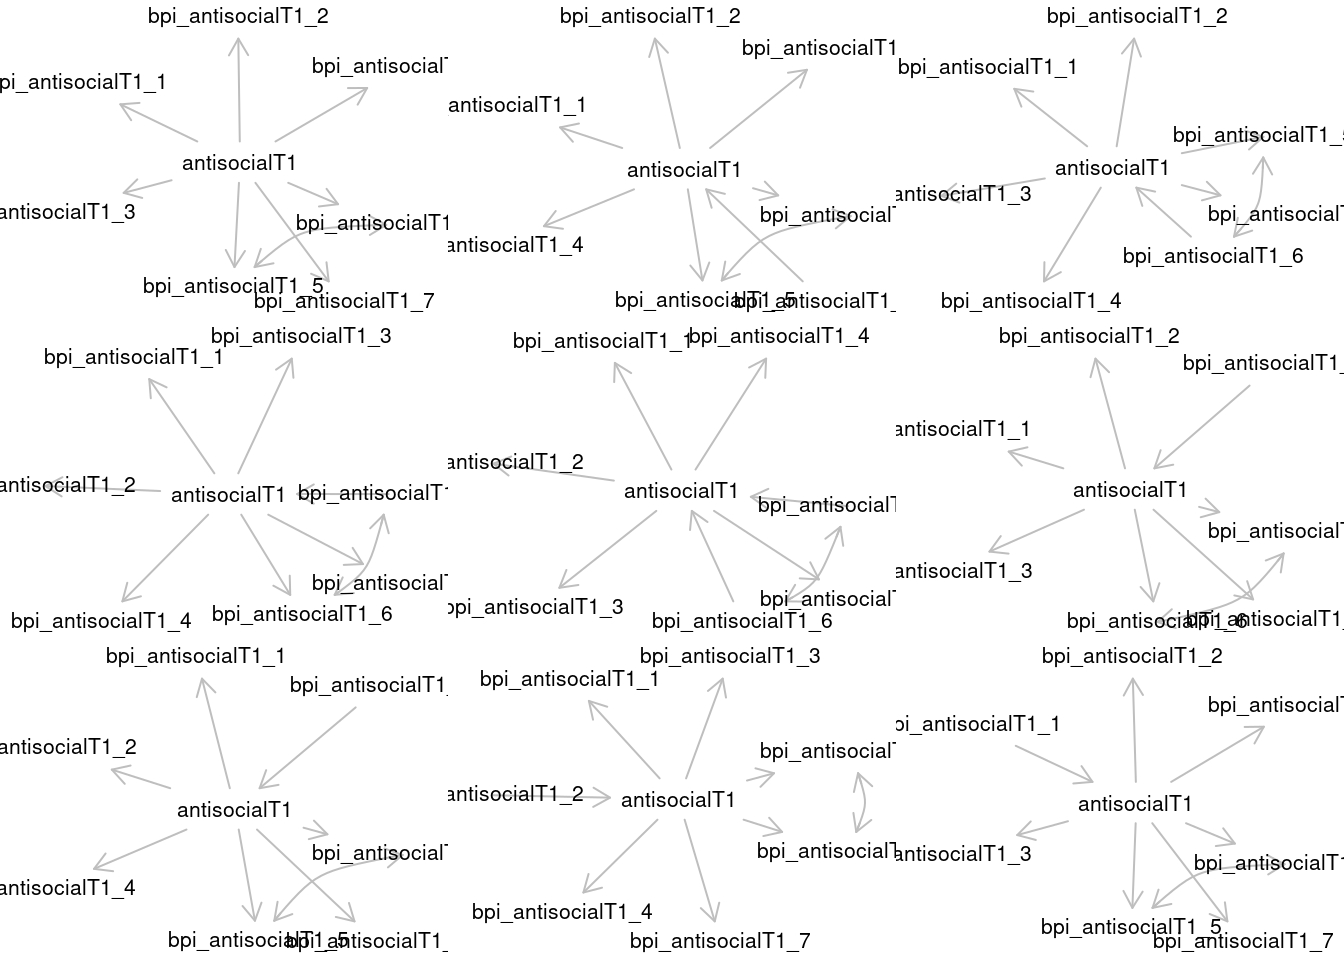 bpi_antisocialT1_2
bpi_antisocialT
pi_antisocialT1_1
antisocialT1
antisocialT1_3
bpi_antisocialT1
bpi_antisocialT1_5
bpi_antisocialT1_7
bpi_antisocialT1_2
bpi_antisocialT1
antisocialT1_1
antisocialT1
bpi_antisocialT
antisocialT1_4
bpi_antisocialT1_5
bpi_antisocialT1_
bpi_antisocialT1_2
bpi_antisocialT1_1
bpi_antisocialT1_5
antisocialT1
antisocialT1_3
bpi_antisocialT
bpi_antisocialT1_6
bpi_antisocialT1_4
bpi_antisocialT1_3
bpi_antisocialT1_1
antisocialT1_2
antisocialT1
bpi_antisocialT1
bpi_antisocialT
bpi_antisocialT1_6
bpi_antisocialT1_4
bpi_antisocialT1_4
bpi_antisocialT1_1
antisocialT1_2
antisocialT1
bpi_antisocialT
bpi_antisocialT
bpi_antisocialT1_3
bpi_antisocialT1_6
bpi_antisocialT1_2
bpi_antisocialT1_
antisocialT1_1
antisocialT1
bpi_antisocialT
antisocialT1_3
bpi_antisocialT1_6
bpi_antisocialT1_
bpi_antisocialT1_1
bpi_antisocialT1_
antisocialT1_2
antisocialT1
bpi_antisocialT
antisocialT1_4
bpi_antisocialT1_5
bpi_antisocialT1_
bpi_antisocialT1_3
bpi_antisocialT1_1
bpi_antisocialT
antisocialT1_2
antisocialT1
bpi_antisocialT
bpi_antisocialT1_4
bpi_antisocialT1_7
bpi_antisocialT1_2
bpi_antisocialT
pi_antisocialT1_1
antisocialT1
antisocialT1_3
bpi_antisocialT1
bpi_antisocialT1_5
bpi_antisocialT1_7